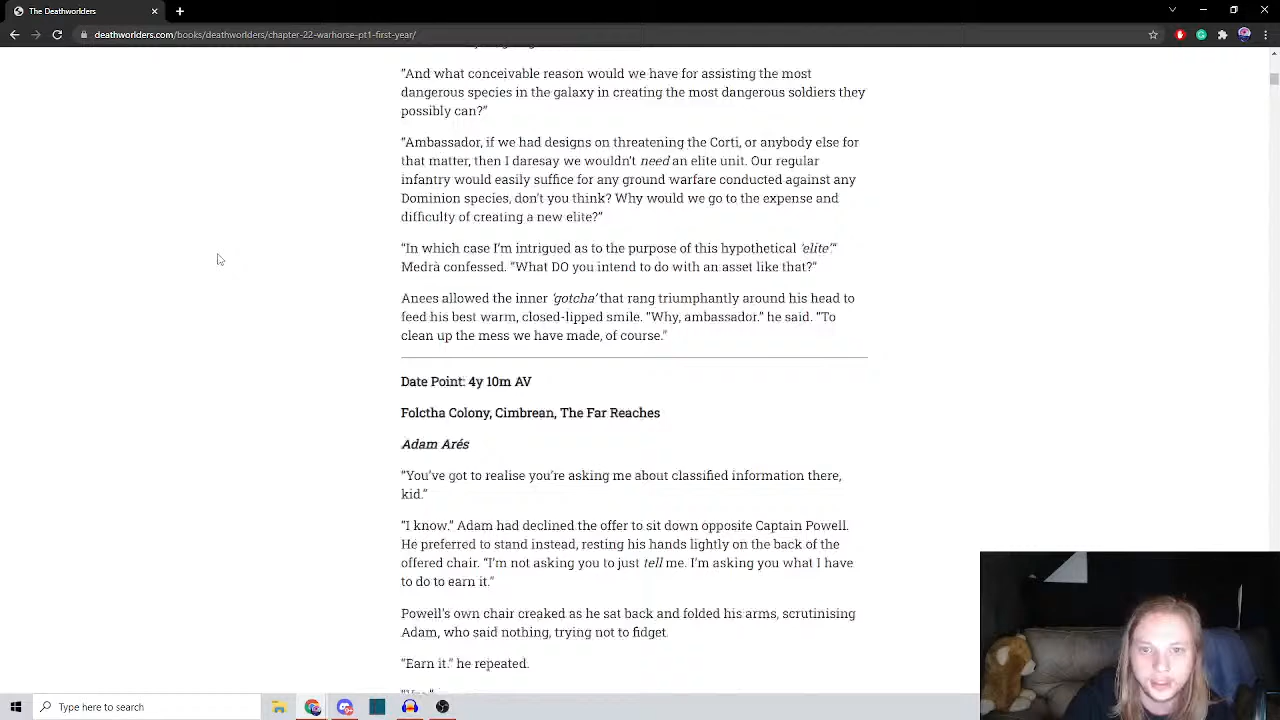 The Deathworlders
deathworlders.com/books/deathworlders/chapter-22-warhorse-pt1-first-year/
“And what conceivable reason would we have for assisting the most
dangerous species in the galaxy in creating the most dangerous soldiers they
possibly can?”
“Ambassador, if we had designs on threatening the Corti, or anybody else for
that matter, then I daresay we wouldn’t need an elite unit. Our regular
infantry would easily suffice for any ground warfare conducted against any
Dominion species, don’t you think? Why would we go to the expense and
difficulty of creating a new elite?”
“In which case I’m intrigued as to the purpose of this hypothetical ‘elite’“
Medrà confessed. “What DO you intend to do with an asset like that?”
Anees allowed the inner ‘gotcha’ that rang triumphantly around his head to
feed his best warm, closed-lipped smile. “Why, ambassador.” he said. “To
clean up the mess we have made, of course.”
Date Point: 4y 10m AV
Folctha Colony, Cimbrean, The Far Reaches
Adam Arés
“You’ve got to realise you’re asking me about classified information there,
kid.”
“I know.” Adam had declined the offer to sit down opposite Captain Powell.
He preferred to stand instead, resting his hands lightly on the back of the
offered chair. “I’m not asking you to just tell me. I’m asking you what I have
to do to earn it.”
Powell’s own chair creaked as he sat back and folded his arms, scrutinising
Adam, who said nothing, trying not to fidget.
“Earn it.” he repeated.
Type here to search